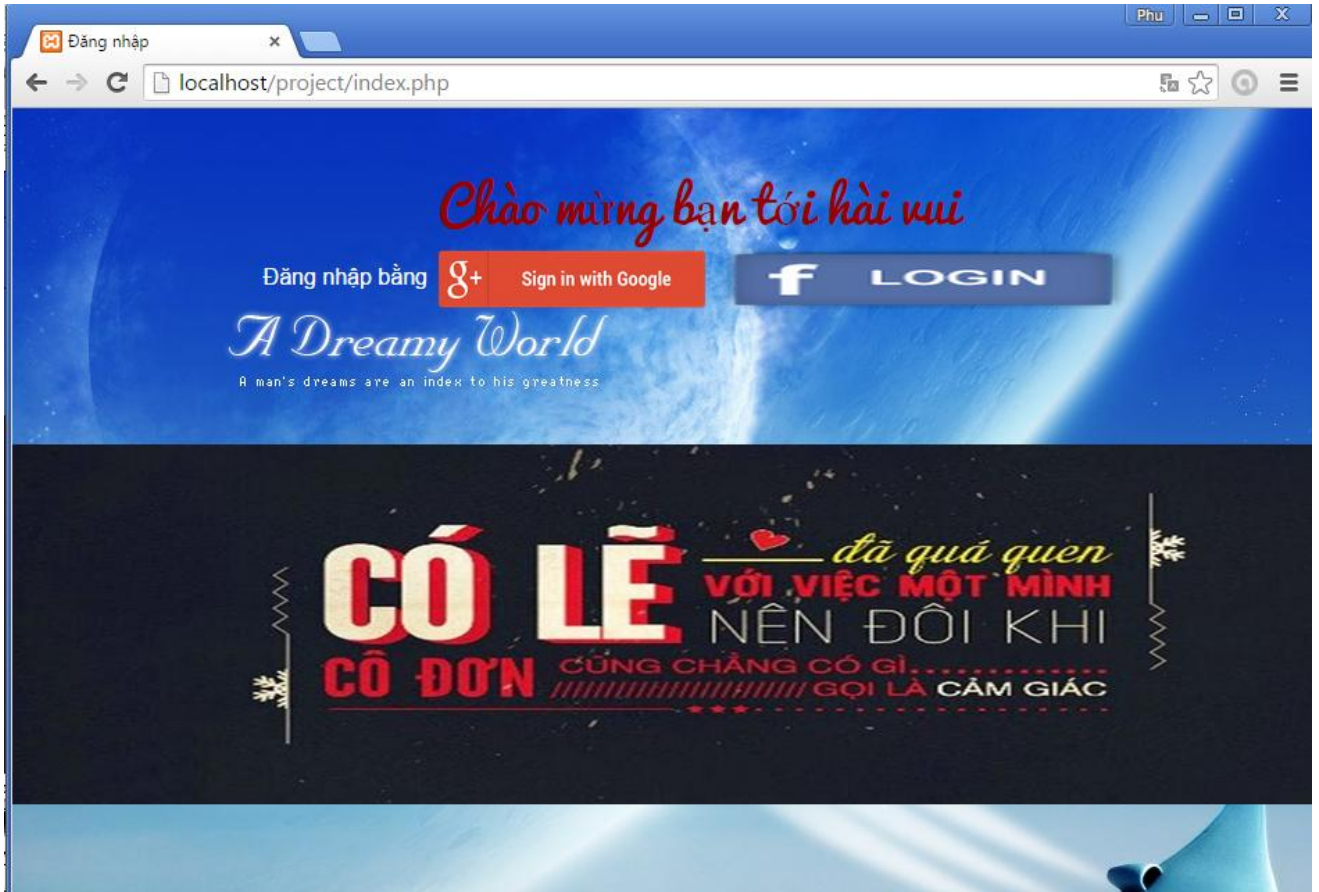 Phu
Đăng nhập
localhost/project/index.php
Chào mừng bạn tới hài vui
Đăng nhập bằng
g+ Sign in with Google
f LOGIN
A Dreamy World
A man's dreams are an index to his greatness
CÓ LẼ
đã quá quen
VỚI VIỆC MỘT MÌNH
NÊN ĐÔI KHI
CÔ ĐƠN
CŨNG CHẲNG CÓ GÌ..............
GỌI LÀ CẢM GIÁC